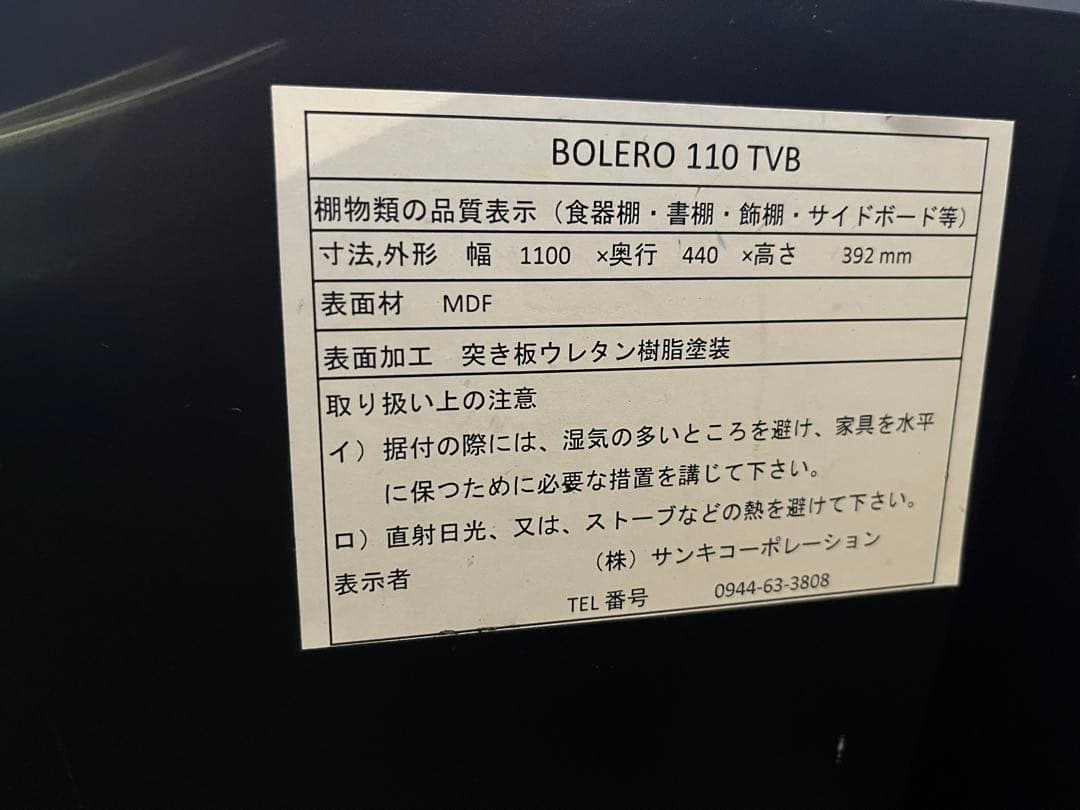 BOLERO 110 TVB
棚物類の品質表示（食器棚・書棚・飾棚・サイドボード等）
寸法,外形 幅 1100 ×奥行 440 ×高さ 392 mm
表面材 MDF
表面加工 突き板ウレタン樹脂塗装
取り扱い上の注意
イ）据付の際には、湿気の多いところを避け、家具を水平
に保つために必要な措置を講じて下さい。
ロ）直射日光、又は、ストーブなどの熱を避けて下さい。
表示者 （株）サンキコーポレーション
TEL 番号 0944-63-3808